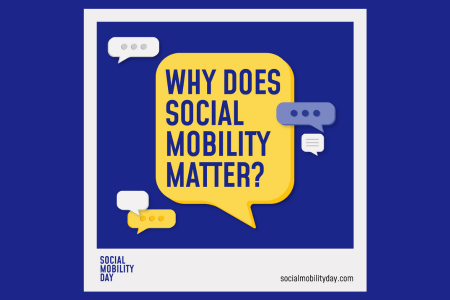 WHY DOES
SOCIAL
MOBILITY
MATTER?
SOCIAL
MOBILITY
DAY
socialmobilityday.com